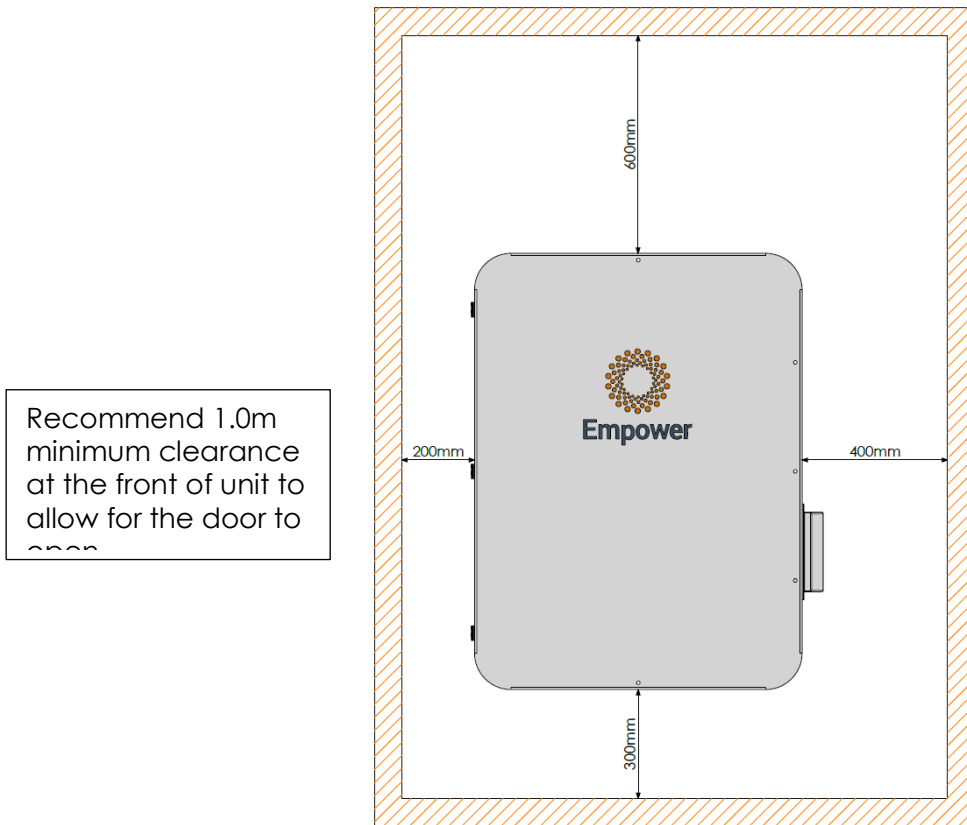 600mm
Recommend 1.0m
minimum clearance
at the front of unit to
allow for the door to
open
Empower
200mm
400mm
300mm